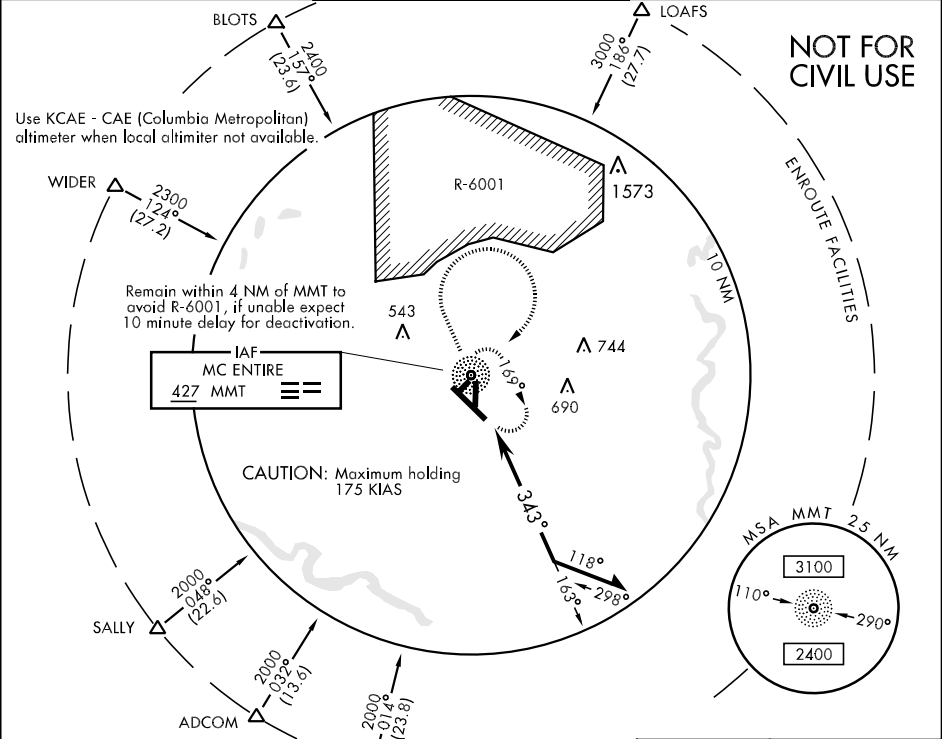 BLOTS
2400
157°
(23.6)
LOAFS
3000
186°
(27.7)
NOT FOR
CIVIL USE
Use KCAE - CAE (Columbia Metropolitan)
altimeter when local altimiter not available.
WIDER
2300
124°
(27.2)
R-6001
1573
ENROUTE FACILITIES
10 NM
Remain within 4 NM of MMT to
avoid R-6001, if unable expect
10 minute delay for deactivation.
543
744
690
IAF
MC ENTIRE
427 MMT
169°
CAUTION: Maximum holding
175 KIAS
343°
118°
298°
163°
MSA MMT 25 NM
3100
110°
290°
2400
SALLY
2000
048°
(22.6)
ADCOM
2000
032°
(13.6)
2000
014°
(23.8)